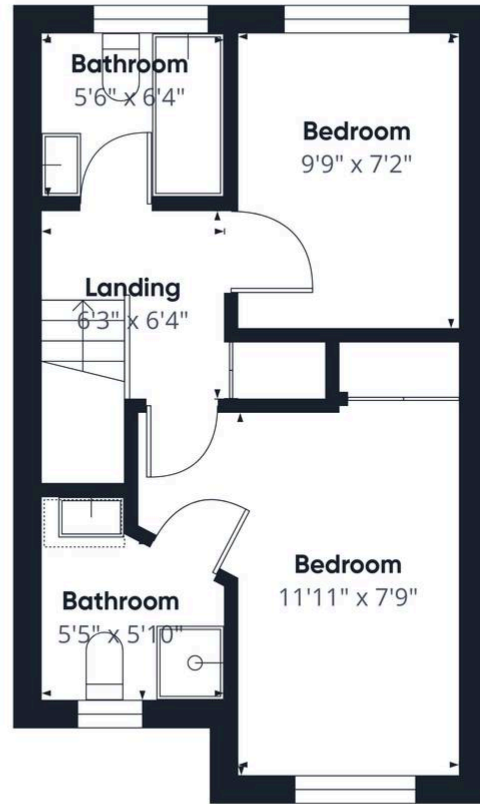 Bathroom
5'6" x 6'4"
Bedroom
9'9" x 7'2"
Landing
6'3" x 6'4"
Bedroom
11'11" x 7'9"
Bathroom
5'5" x 5'10"